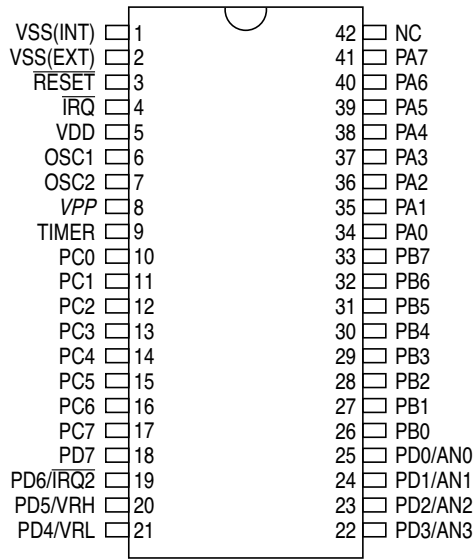 VSS(INT) 1 42 NC
VSS(EXT) 2 41 PA7
RESET 3 40 PA6
IRQ 4 39 PA5
VDD 5 38 PA4
OSC1 6 37 PA3
OSC2 7 36 PA2
VPP 8 35 PA1
TIMER 9 34 PA0
PC0 10 33 PB7
PC1 11 32 PB6
PC2 12 31 PB5
PC3 13 30 PB4
PC4 14 29 PB3
PC5 15 28 PB2
PC6 16 27 PB1
PC7 17 26 PB0
PD7 18 25 PD0/AN0
PD6/IRQ2 19 24 PD1/AN1
PD5/VRH 20 23 PD2/AN2
PD4/VRL 21 22 PD3/AN3